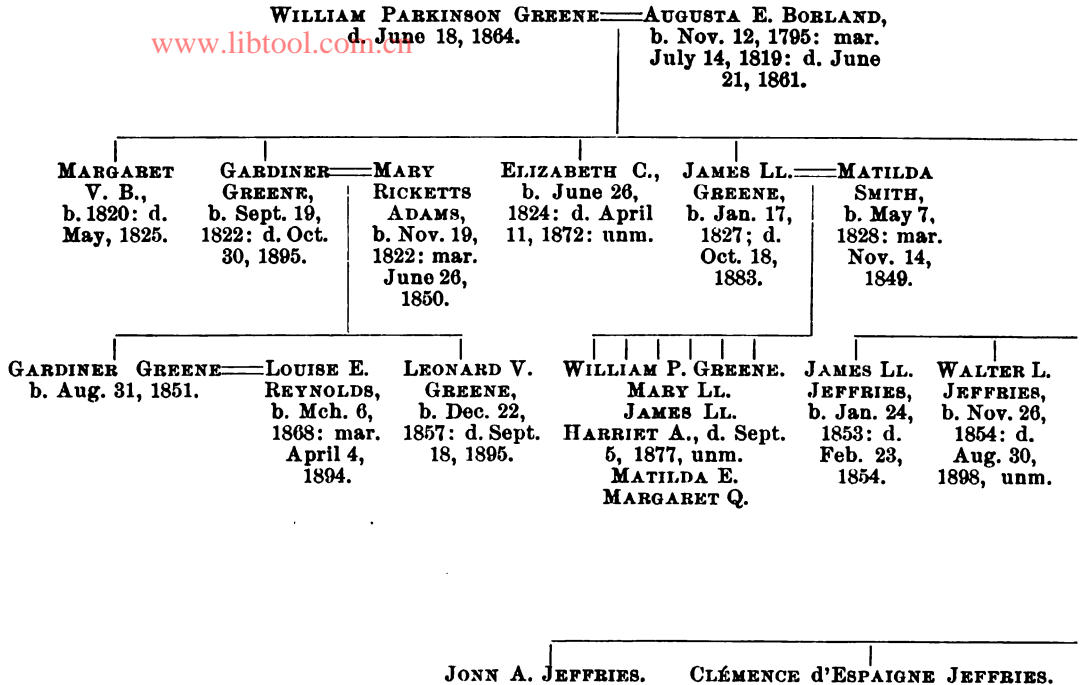 WILLIAM PARKINSON GREENE
d. June 18, 1864.
AUGUSTA E. BORLAND,
b. Nov. 12, 1795: mar.
July 14, 1819: d. June
21, 1861.
www.libtool.com.cn
MARGARET
V. B.,
b. 1820: d.
May, 1825.
GARDINER
GREENE,
b. Sept. 19,
1822: d. Oct.
30, 1895.
MARY
RICKETTS
ADAMS,
b. Nov. 19,
1822: mar.
June 26,
1850.
ELIZABETH C.,
b. June 26,
1824: d. April
11, 1872: unm.
JAMES LL.
GREENE,
b. Jan. 17,
1827; d.
Oct. 18,
1883.
MATILDA
SMITH,
b. May 7,
1828: mar.
Nov. 14,
1849.
GARDINER GREENE
b. Aug. 31, 1851.
LOUISE E.
REYNOLDS,
b. Mch. 6,
1868: mar.
April 4,
1894.
LEONARD V.
GREENE,
b. Dec. 22,
1857: d. Sept.
18, 1895.
WILLIAM P. GREENE.
MARY LL.
JAMES LL.
HARRIET A., d. Sept.
5, 1877, unm.
MATILDA E.
MARGARET Q.
JAMES LL.
JEFFRIES,
b. Jan. 24,
1853: d.
Feb. 23,
1854.
WALTER L.
JEFFRIES,
b. Nov. 26,
1854: d.
Aug. 30,
1898, unm.
JONN A. JEFFRIES.
CLÉMENCE d'ESPAIGNE JEFFRIES.